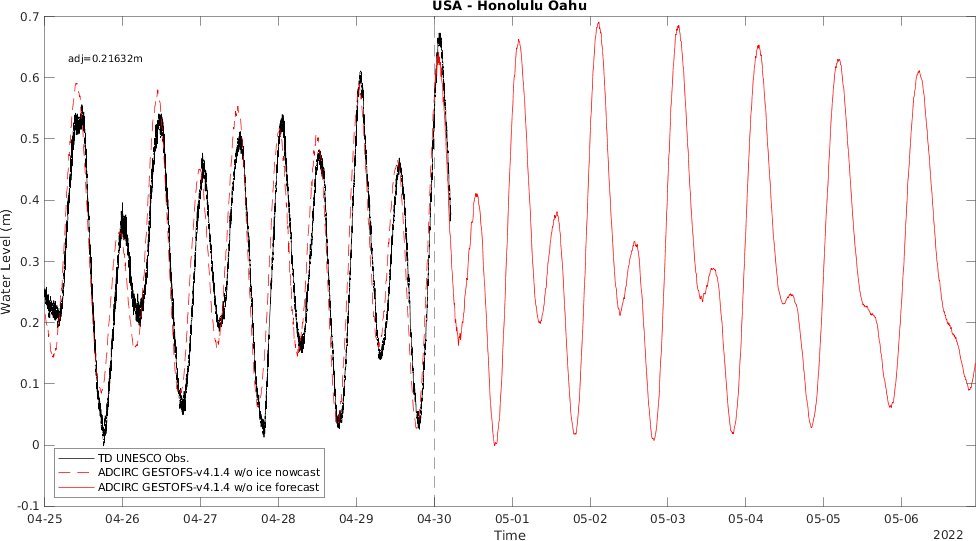 USA - Honolulu Oahu
adj=0.21632m
0.7
0.6
0.5
0.4
0.3
0.2
0.1
0
-0.1
Water Level (m)
TD UNESCO Obs.
ADCIRC GESTOFS-v4.1.4 w/o ice nowcast
ADCIRC GESTOFS-v4.1.4 w/o ice forecast
04-25 04-26 04-27 04-28 04-29 04-30 05-01 05-02 05-03 05-04 05-05 05-06
Time
2022